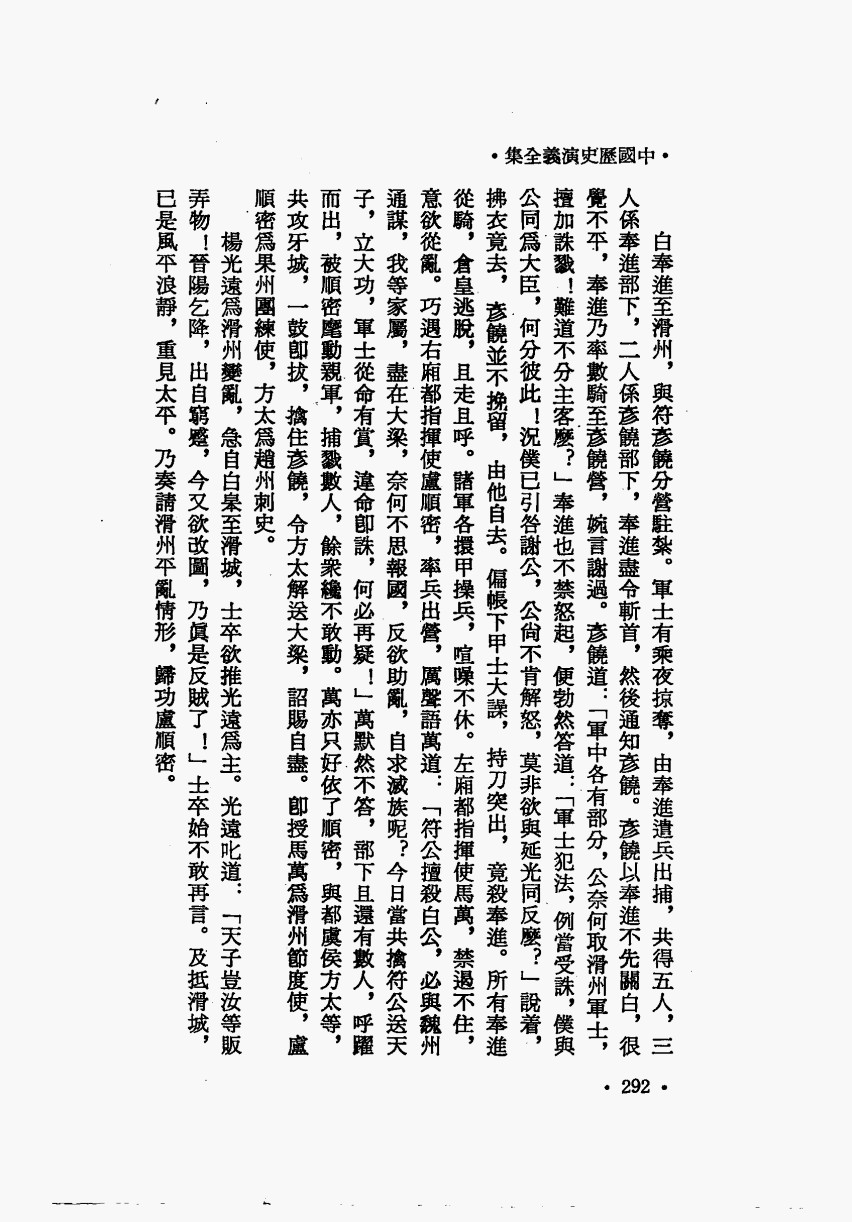 •中國歷史演義全集•
白奉進至滑州，與符彥饒分營駐紮。軍士有乘夜掠奪，由奉進遣兵出捕，共得五人，三
人係奉進部下，二人係彥饒部下，奉進盡令斬首，然後通知彥饒。彥饒以奉進不先關白，很
覺不平，奉進乃率數騎至彥饒營，婉言謝過。彥饒道：「軍中各有部分，公奈何取滑州軍士，
擅加誅戮！難道不分主客麼？」奉進也不禁怒起，便勃然答道：「軍士犯法，例當受誅，僕與
公同爲大臣，何分彼此！況僕已引咎謝公，公尙不肯解怒，莫非欲與延光同反麼？」說着，
拂衣竟去，彥饒並不挽留，由他自去。偏帳下甲士大譟，持刀突出，竟殺奉進。所有奉進
從騎，倉皇逃脫，且走且呼。諸軍各擐甲操兵，喧噪不休。左廂都指揮使馬萬，禁遏不住，
意欲從亂。巧遇右廂都指揮使盧順密，率兵出營，厲聲語萬道：「符公擅殺白公，必與魏州
通謀，我等家屬，盡在大梁，奈何不思報國，反欲助亂，自求滅族呢？今日當共擒符公送天
子，立大功，軍士從命有賞，違命卽誅，何必再疑！」萬默然不答，部下且還有數人，呼躍
而出，被順密麾動親軍，捕戮數人，餘衆纔不敢動。萬亦只好依了順密，與都虞侯方太等，
共攻牙城，一鼓卽拔，擒住彥饒，令方太解送大梁，詔賜自盡。卽授馬萬爲滑州節度使，盧
順密爲果州團練使，方太爲趙州刺史。
楊光遠爲滑州變亂，急自白皋至滑城，士卒欲推光遠爲主。光遠叱道：「天子豈汝等販
弄物！晉陽乞降，出自窮蹙，今又欲改圖，乃眞是反賊了！」士卒始不敢再言。及抵滑城，
已是風平浪靜，重見太平。乃奏請滑州平亂情形，歸功盧順密。
• 292 •